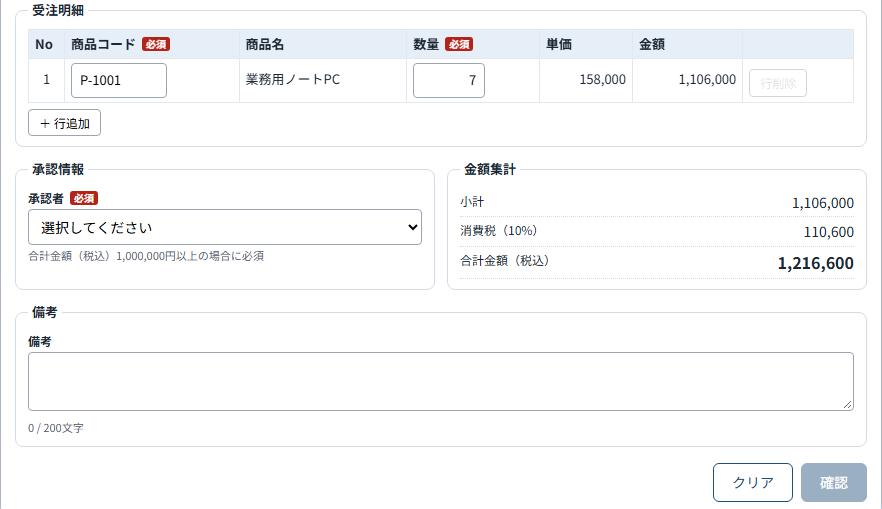 受注明細
No 商品コード 必須 商品名 数量 必須 単価 金額
1 P-1001 業務用ノートPC 7 158,000 1,106,000 行削除
＋ 行追加
承認情報
承認者 必須
選択してください
合計金額（税込）1,000,000円以上の場合に必須
金額集計
小計 1,106,000
消費税（10%） 110,600
合計金額（税込） 1,216,600
備考
備考
0 / 200文字
クリア 確認